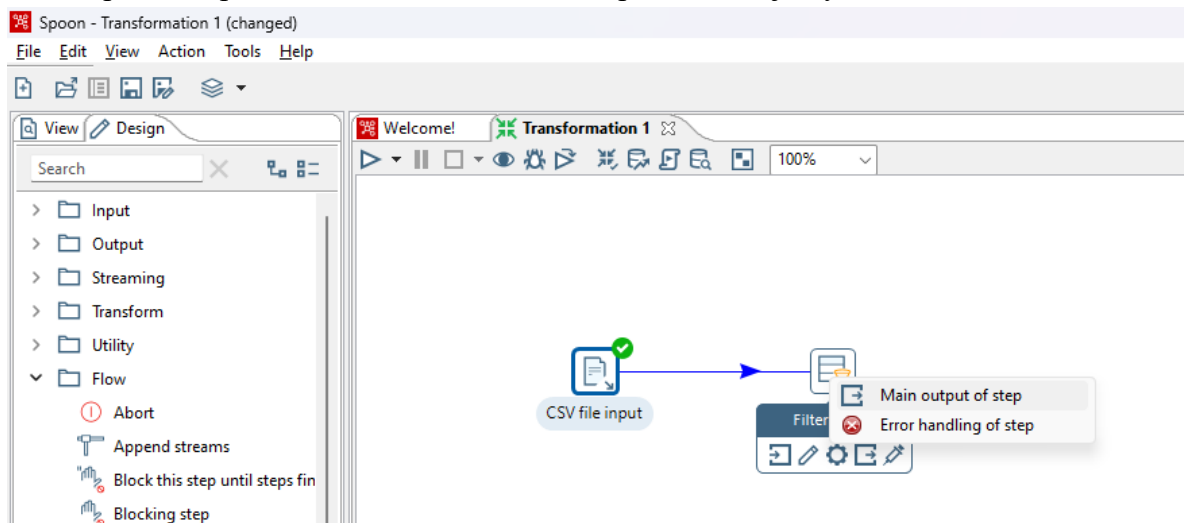 Spoon - Transformation 1 (changed)
File Edit View Action Tools Help
View Design
Welcome! Transformation 1
Search
100%
Input
Output
Streaming
Transform
Utility
Flow
Abort
Append streams
Block this step until steps fin
Blocking step
CSV file input
Filter
Main output of step
Error handling of step